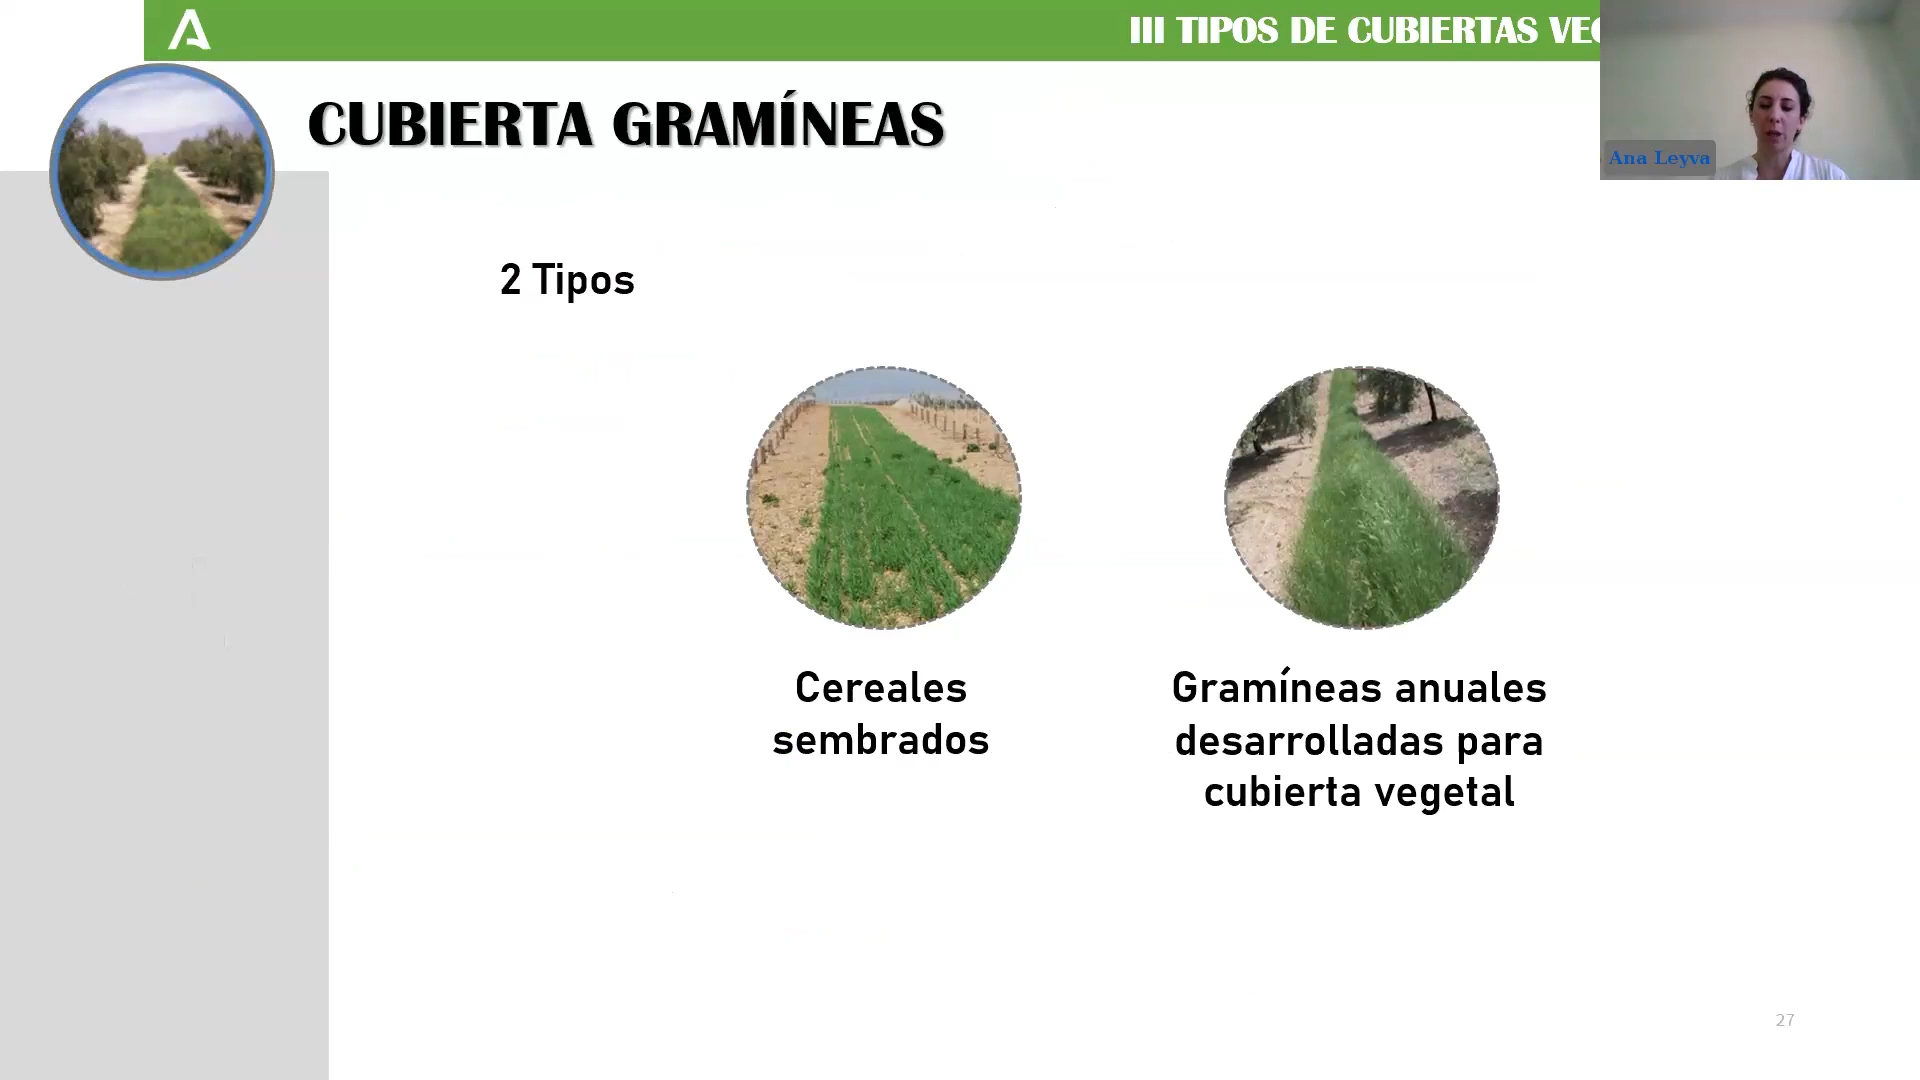 III TIPOS DE CUBIERTAS
Ana Leyva
CUBIERTA GRAMÍNEAS
2 Tipos
Cereales
sembrados
Gramíneas anuales
desarrolladas para
cubierta vegetal
27